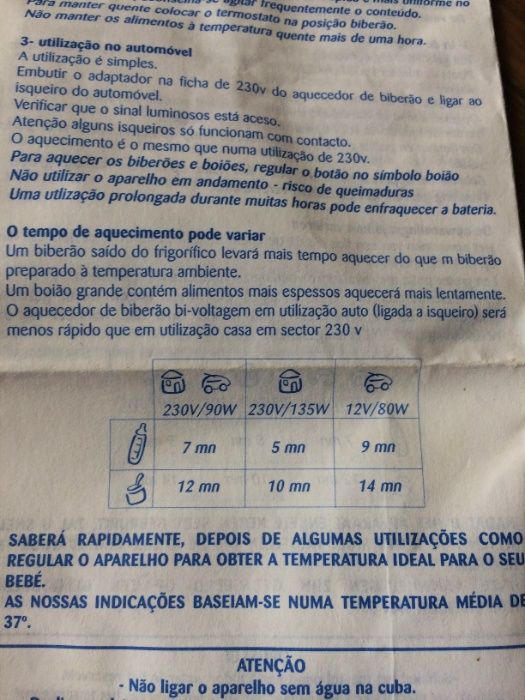 frequentemente o conteúdo.
Para manter quente colocar o termostato na posição biberão.
Não manter os alimentos à temperatura quente mais de uma hora.
3- utilização no automóvel
A utilização é simples.
Embutir o adaptador na ficha de 230v do aquecedor de biberão e ligar ao
isqueiro do automóvel.
Verificar que o sinal luminosos está aceso.
Atenção alguns isqueiros só funcionam com contacto.
O aquecimento é o mesmo que numa utilização de 230v.
Para aquecer os biberões e boiões, regular o botão no símbolo boião
Não utilizar o aparelho em andamento - risco de queimaduras
Uma utlização prolongada durante muitas horas pode enfraquecer a bateria.
O tempo de aquecimento pode variar
Um biberão saído do frigorífico levará mais tempo aquecer do que m biberão
preparado à temperatura ambiente.
Um boião grande contém alimentos mais espessos aquecerá mais lentamente.
O aquecedor de biberão bi-voltagem em utilização auto (ligada a isqueiro) será
menos rápido que em utilização casa em sector 230 v
230V/90W 230V/135W 12V/80W
7 mn 5 mn 9 mn
12 mn 10 mn 14 mn
SABERÁ RAPIDAMENTE, DEPOIS DE ALGUMAS UTILIZAÇÕES COMO
REGULAR O APARELHO PARA OBTER A TEMPERATURA IDEAL PARA O SEU
BEBÉ.
AS NOSSAS INDICAÇÕES BASEIAM-SE NUMA TEMPERATURA MÉDIA DE
37º.
ATENÇÃO
- Não ligar o aparelho sem água na cuba.